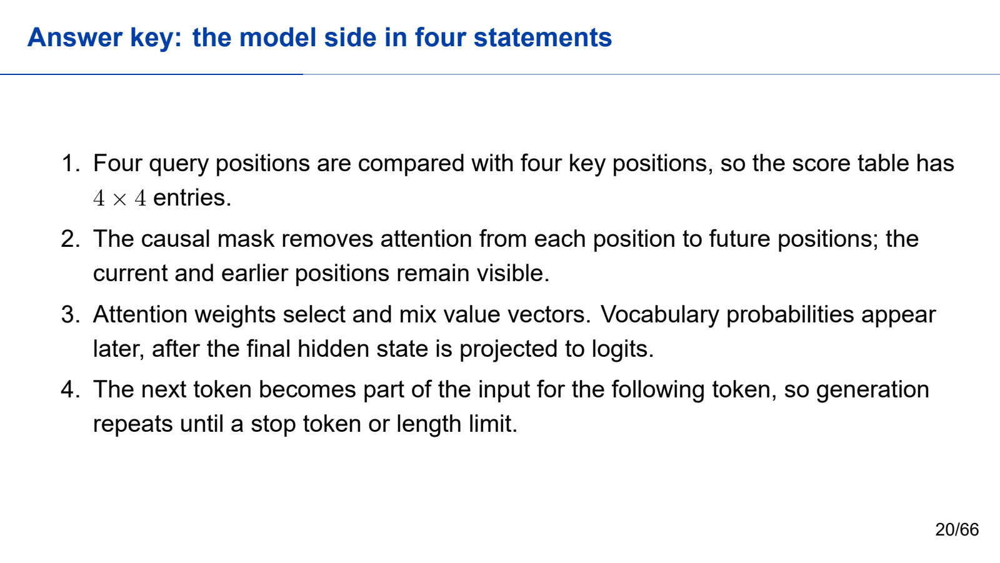 Answer key: the model side in four statements
1. Four query positions are compared with four key positions, so the score table has
4 × 4 entries.
2. The causal mask removes attention from each position to future positions; the
current and earlier positions remain visible.
3. Attention weights select and mix value vectors. Vocabulary probabilities appear
later, after the final hidden state is projected to logits.
4. The next token becomes part of the input for the following token, so generation
repeats until a stop token or length limit.
20/66